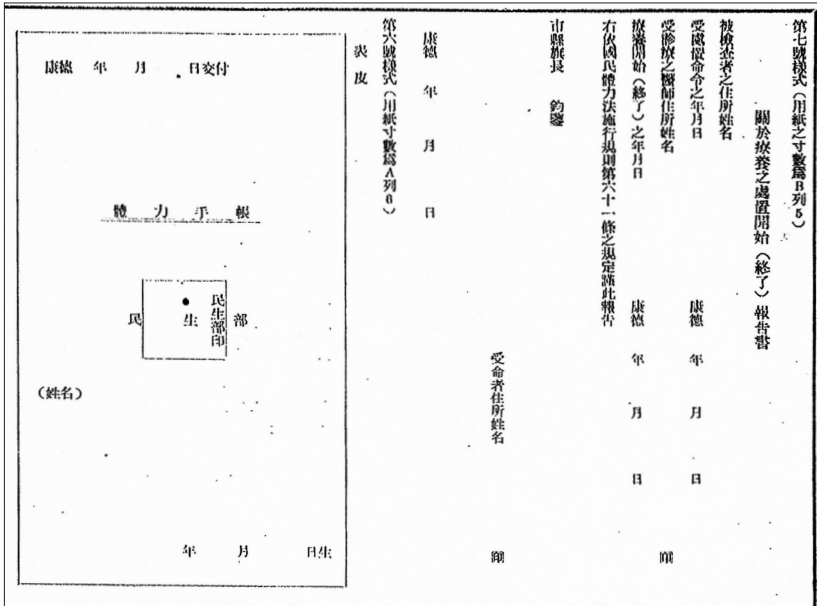 第七號樣式（用紙之寸數爲B列5）
關於療養之處置開始（終了）報告書
被檢查者之住所姓名
受處置命令之年月日　康德　年　月　日
受診療之醫師住所姓名　㊞
療養開始（終了）之年月日　康德　年　月　日
右依國民體力法施行規則第六十一條之規定謹此報告
受命者住所姓名　㊞
市縣旗長　鈞鑒
康德　年　月　日
第六號樣式（用紙寸數爲A列6）
表皮
康德　年　月　日交付
體力手帳
民生部
民生部印
（姓名）
年　月　日生